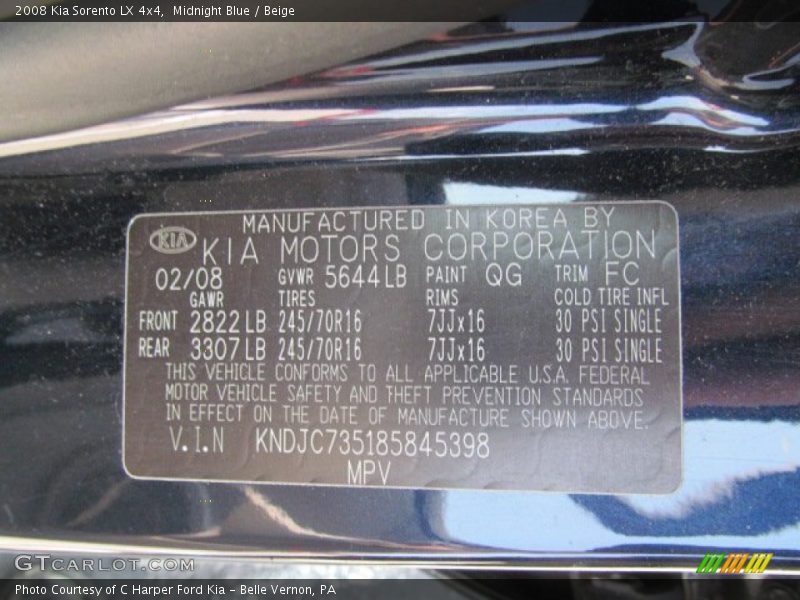 2008 Kia Sorento LX 4x4,  Midnight Blue / Beige
MANUFACTURED IN KOREA BY
KIA KIA MOTORS CORPORATION
02/08 GVWR 5644LB PAINT QG TRIM FC
GAWR TIRES RIMS COLD TIRE INFL
FRONT 2822LB 245/70R16 7JJx16 30 PSI SINGLE
REAR 3307LB 245/70R16 7JJx16 30 PSI SINGLE
THIS VEHICLE CONFORMS TO ALL APPLICABLE U.S.A. FEDERAL
MOTOR VEHICLE SAFETY AND THEFT PREVENTION STANDARDS
IN EFFECT ON THE DATE OF MANUFACTURE SHOWN ABOVE.
V.I.N KNDJC735185845398
MPV
GTCARLOT.COM
Photo Courtesy of C Harper Ford Kia - Belle Vernon, PA